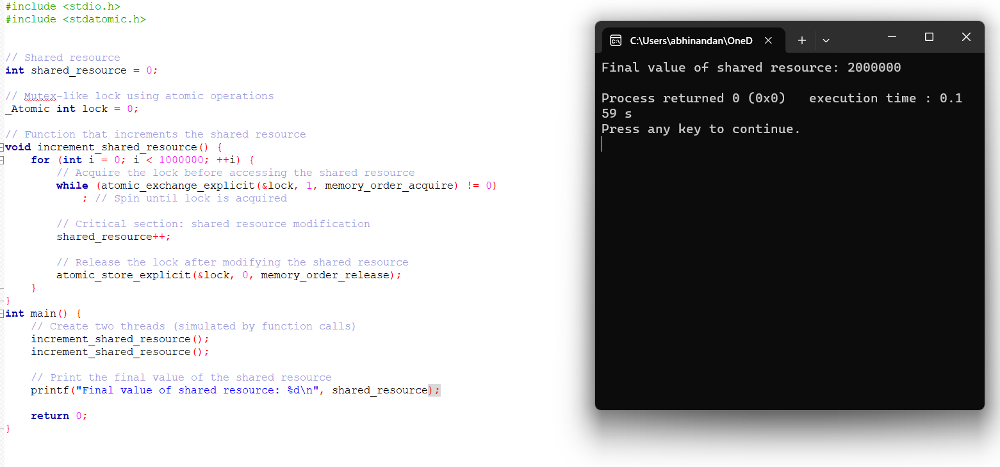 #include <stdio.h>
#include <stdatomic.h>
// Shared resource
int shared_resource = 0;
// Mutex-like lock using atomic operations
_Atomic int lock = 0;
// Function that increments the shared resource
void increment_shared_resource() {
for (int i = 0; i < 1000000; ++i) {
// Acquire the lock before accessing the shared resource
while (atomic_exchange_explicit(&lock, 1, memory_order_acquire) != 0)
; // Spin until lock is acquired
// Critical section: shared resource modification
shared_resource++;
// Release the lock after modifying the shared resource
atomic_store_explicit(&lock, 0, memory_order_release);
}
}
int main() {
// Create two threads (simulated by function calls)
increment_shared_resource();
increment_shared_resource();
// Print the final value of the shared resource
printf("Final value of shared resource: %d\n", shared_resource);
return 0;
}
C:\Users\abhinandan\OneD
Final value of shared resource: 2000000
Process returned 0 (0x0)   execution time : 0.1
59 s
Press any key to continue.